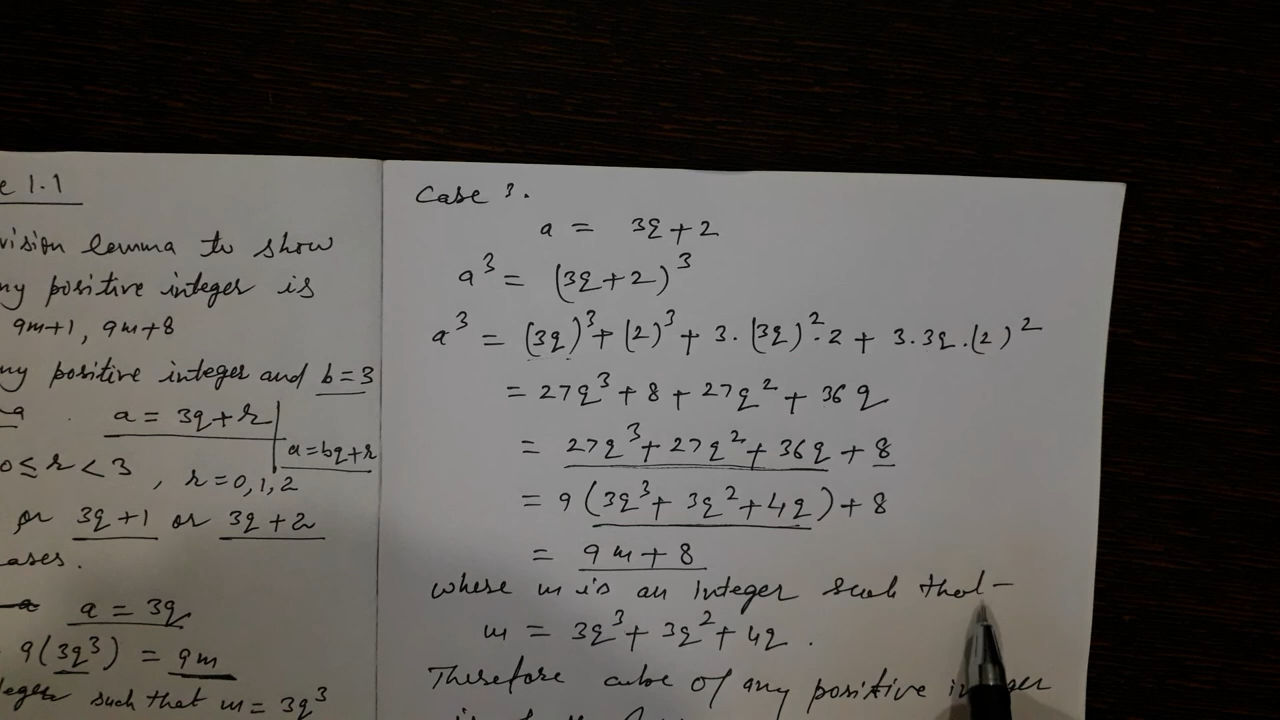 e 1.1
vision lemma to show
ny positive integer is
9m+1, 9m+8
ny positive integer and b=3
a. a = 3q+r | a=bq+r
0 ≤ r < 3, r=0,1,2
or 3q+1 or 3q+2
ases.
a = 3q
9(3q³) = 9m
teger such that m = 3q³
Case 3.
a = 3q+2
a³ = (3q+2)³
a³ = (3q)³+(2)³+3.(3q)².2+3.3q.(2)²
= 27q³+8+27q²+36q
= 27q³+27q²+36q+8
= 9(3q³+3q²+4q)+8
= 9m+8
where m is an integer such that-
m = 3q³+3q²+4q.
Therefore cube of any positive integer